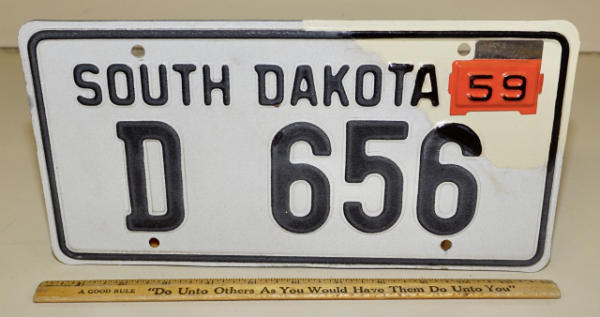 SOUTH DAKOTA
59
D 656
A GOOD RULE "Do Unto Others As You Would Have Them Do Unto You"